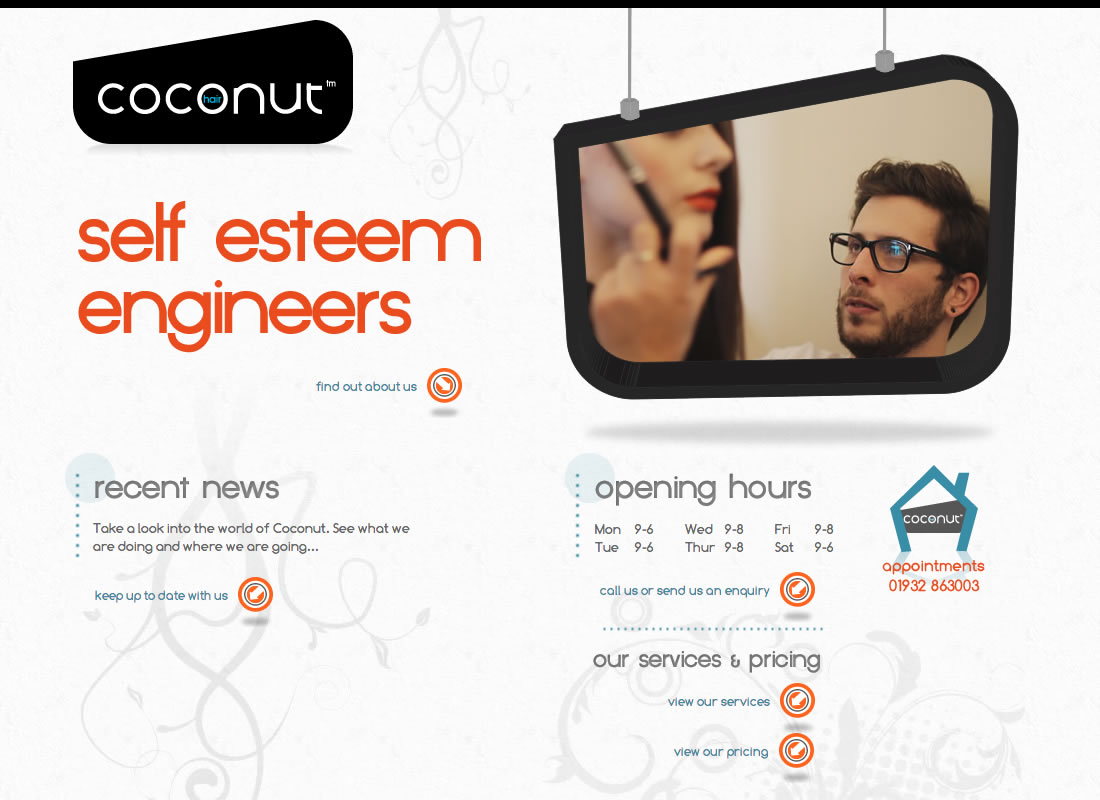 coconut™
hair
self esteem
engineers
find out about us
recent news
Take a look into the world of Coconut. See what we
are doing and where we are going...
keep up to date with us
opening hours
Mon 9-6 Wed 9-8 Fri 9-8
Tue 9-6 Thur 9-8 Sat 9-6
call us or send us an enquiry
coconut™
appointments
01932 863003
our services & pricing
view our services
view our pricing